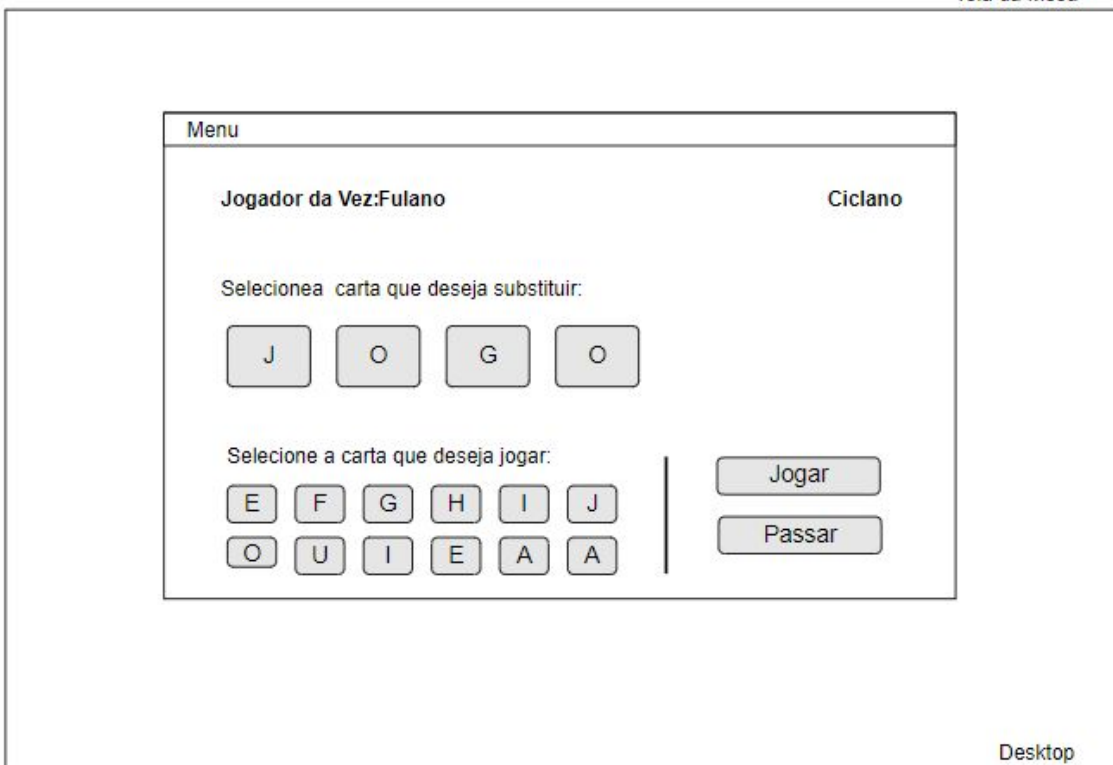 Menu
Jogador da Vez:Fulano Ciclano
Selecionea carta que deseja substituir:
J O G O
Selecione a carta que deseja jogar:
E F G H I J
O U I E A A
Jogar
Passar
Desktop